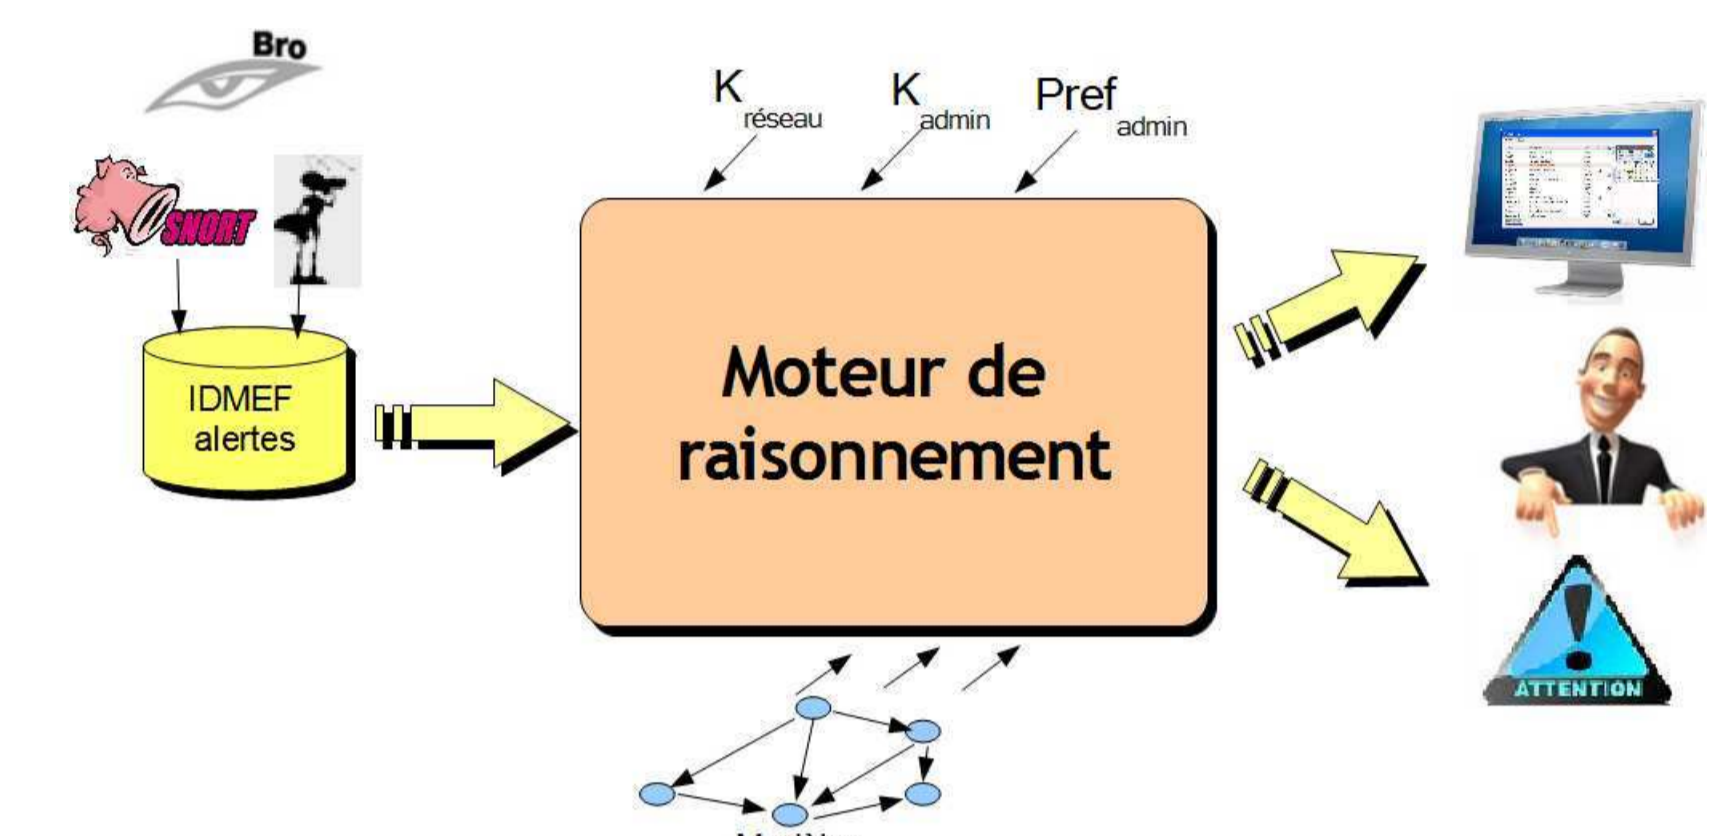 Bro
K réseau
K admin
Pref admin
SNORT
IDMEF
alertes
Moteur de
raisonnement
ATTENTION